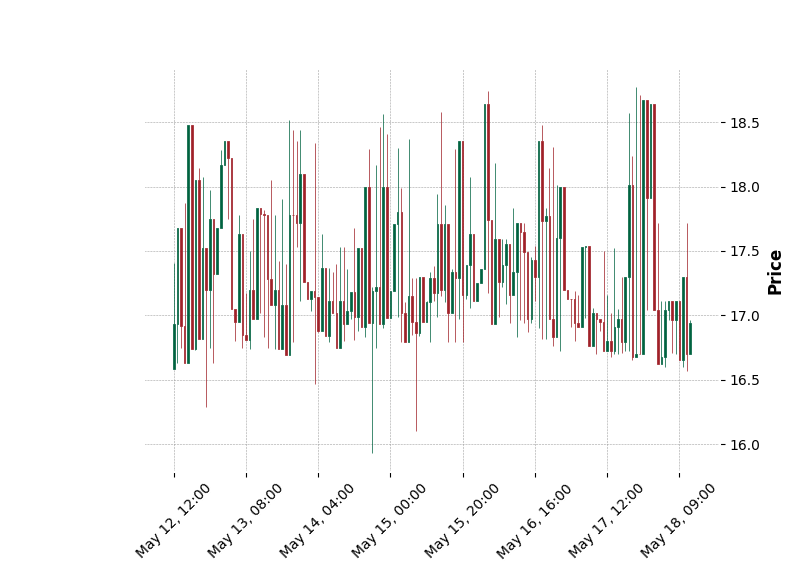 18.5
18.0
17.5
17.0
16.5
16.0
Price
May 12, 12:00
May 13, 08:00
May 14, 04:00
May 15, 00:00
May 15, 20:00
May 16, 16:00
May 17, 12:00
May 18, 09:00